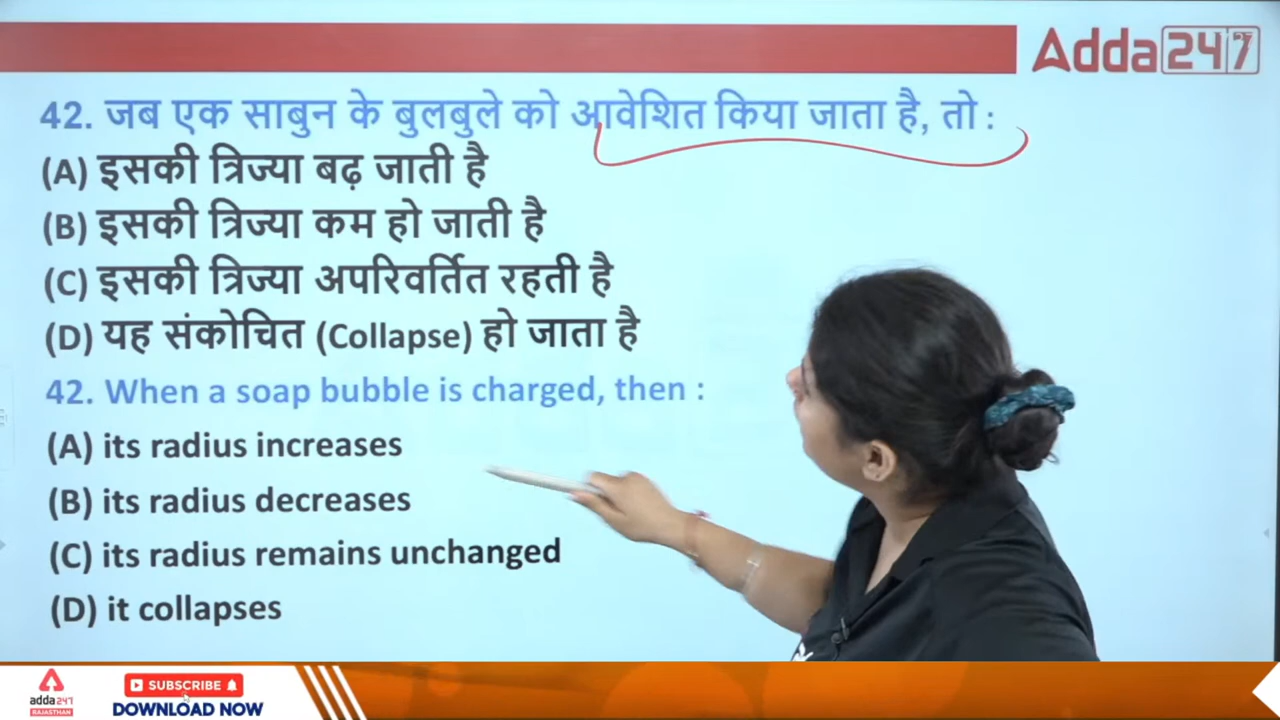 Adda247
42. जब एक साबुन के बुलबुले को आवेशित किया जाता है, तो :
(A) इसकी त्रिज्या बढ़ जाती है
(B) इसकी त्रिज्या कम हो जाती है
(C) इसकी त्रिज्या अपरिवर्तित रहती है
(D) यह संकोचित (Collapse) हो जाता है
42. When a soap bubble is charged, then :
(A) its radius increases
(B) its radius decreases
(C) its radius remains unchanged
(D) it collapses
adda247
RAJASTHAN
SUBSCRIBE
DOWNLOAD NOW